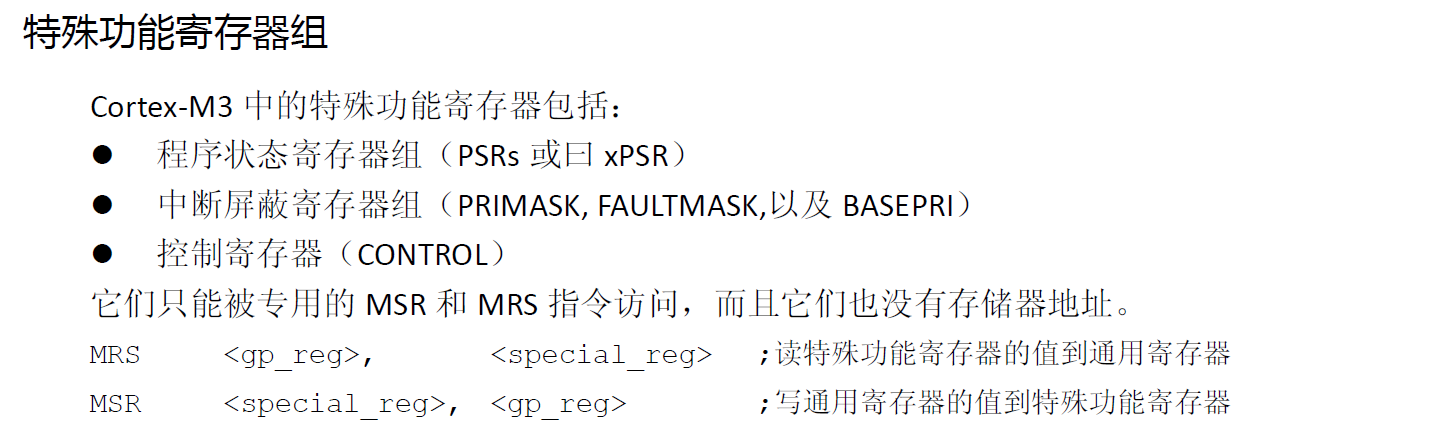 特殊功能寄存器组
Cortex-M3 中的特殊功能寄存器包括：
● 程序状态寄存器组（PSRs 或曰 xPSR）
● 中断屏蔽寄存器组（PRIMASK, FAULTMASK,以及 BASEPRI）
● 控制寄存器（CONTROL）
它们只能被专用的 MSR 和 MRS 指令访问，而且它们也没有存储器地址。
MRS <gp_reg>, <special_reg> ;读特殊功能寄存器的值到通用寄存器
MSR <special_reg>, <gp_reg> ;写通用寄存器的值到特殊功能寄存器